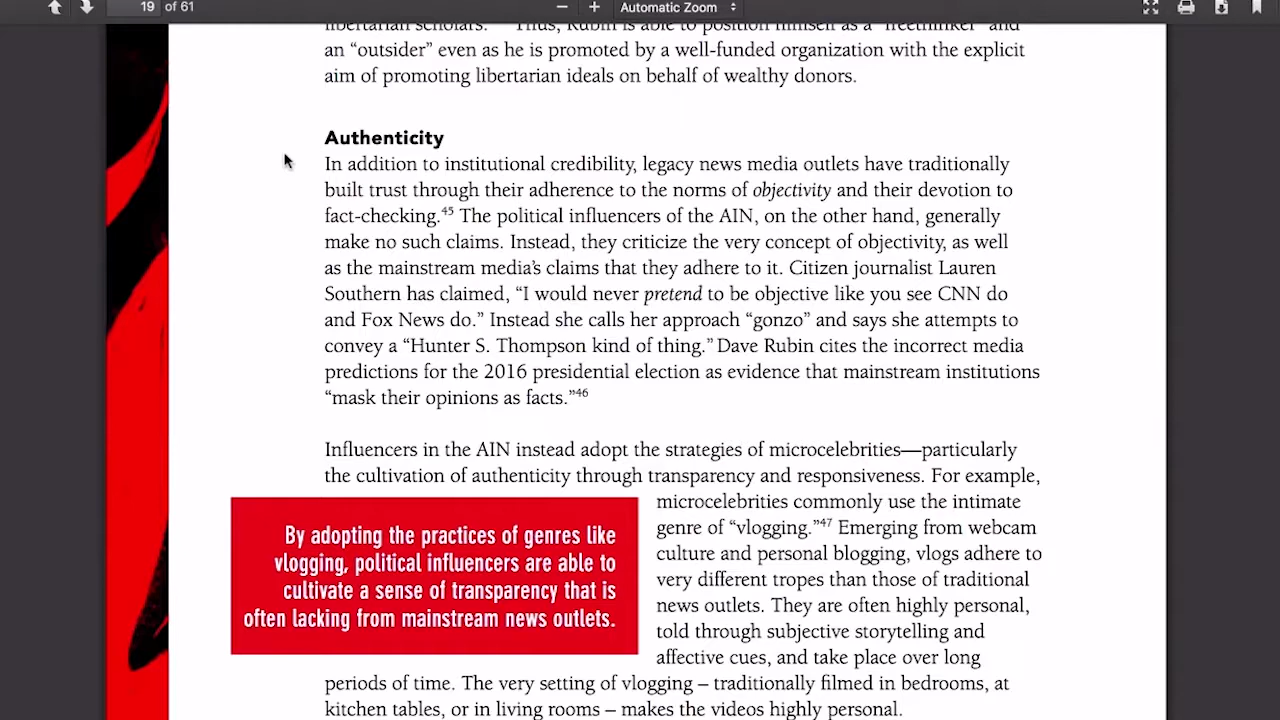 19 of 61
Automatic Zoom
libertarian scholars. Thus, Rubin is able to position himself as a “freethinker” and
an “outsider” even as he is promoted by a well-funded organization with the explicit
aim of promoting libertarian ideals on behalf of wealthy donors.
Authenticity
In addition to institutional credibility, legacy news media outlets have traditionally
built trust through their adherence to the norms of objectivity and their devotion to
fact-checking.⁴⁵ The political influencers of the AIN, on the other hand, generally
make no such claims. Instead, they criticize the very concept of objectivity, as well
as the mainstream media’s claims that they adhere to it. Citizen journalist Lauren
Southern has claimed, “I would never pretend to be objective like you see CNN do
and Fox News do.” Instead she calls her approach “gonzo” and says she attempts to
convey a “Hunter S. Thompson kind of thing.” Dave Rubin cites the incorrect media
predictions for the 2016 presidential election as evidence that mainstream institutions
“mask their opinions as facts.”⁴⁶
Influencers in the AIN instead adopt the strategies of microcelebrities—particularly
the cultivation of authenticity through transparency and responsiveness. For example,
microcelebrities commonly use the intimate
genre of “vlogging.”⁴⁷ Emerging from webcam
culture and personal blogging, vlogs adhere to
very different tropes than those of traditional
news outlets. They are often highly personal,
told through subjective storytelling and
affective cues, and take place over long
periods of time. The very setting of vlogging – traditionally filmed in bedrooms, at
kitchen tables, or in living rooms – makes the videos highly personal.
By adopting the practices of genres like
vlogging, political influencers are able to
cultivate a sense of transparency that is
often lacking from mainstream news outlets.